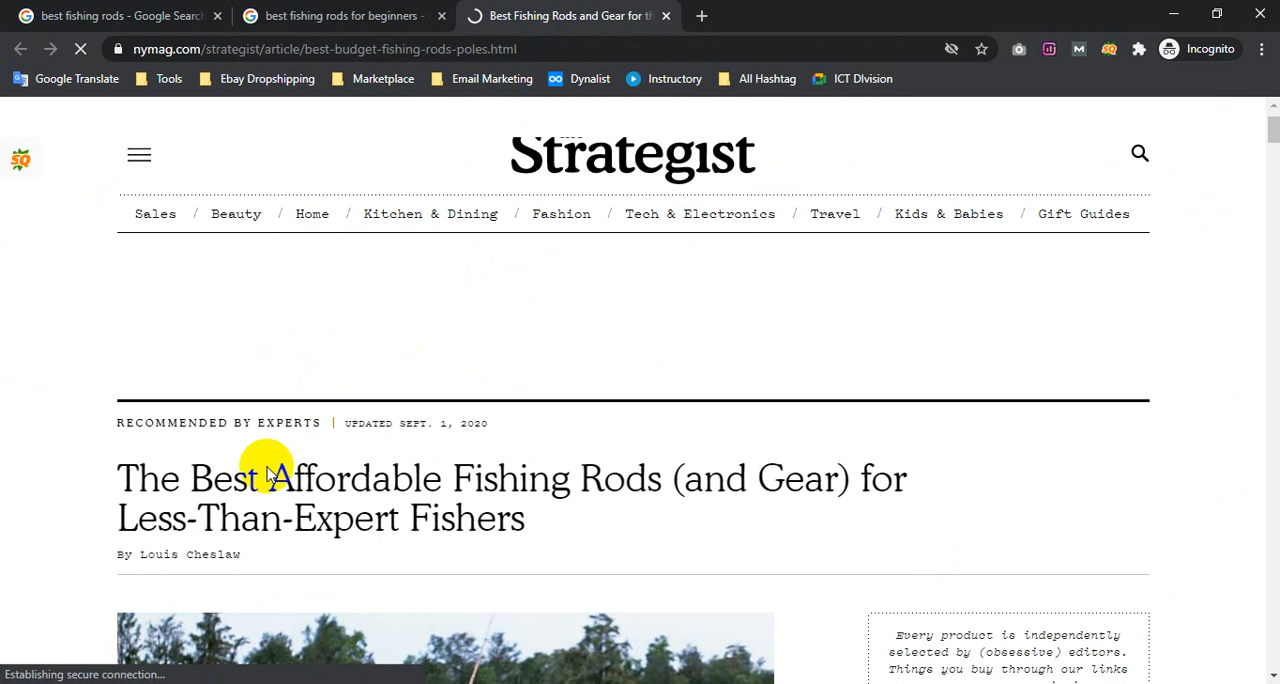 best fishing rods - Google Search
best fishing rods for beginners -
Best Fishing Rods and Gear for th
nymag.com/strategist/article/best-budget-fishing-rods-poles.html
Incognito
Google Translate
Tools
Ebay Dropshipping
Marketplace
Email Marketing
Dynalist
Instructory
All Hashtag
ICT DIvision
SQ
Strategist
Sales / Beauty / Home / Kitchen & Dining / Fashion / Tech & Electronics / Travel / Kids & Babies / Gift Guides
RECOMMENDED BY EXPERTS | UPDATED SEPT. 1, 2020
The Best Affordable Fishing Rods (and Gear) for
Less-Than-Expert Fishers
By Louis Cheslaw
Every product is independently
selected by (obsessive) editors.
Things you buy through our links
Establishing secure connection...